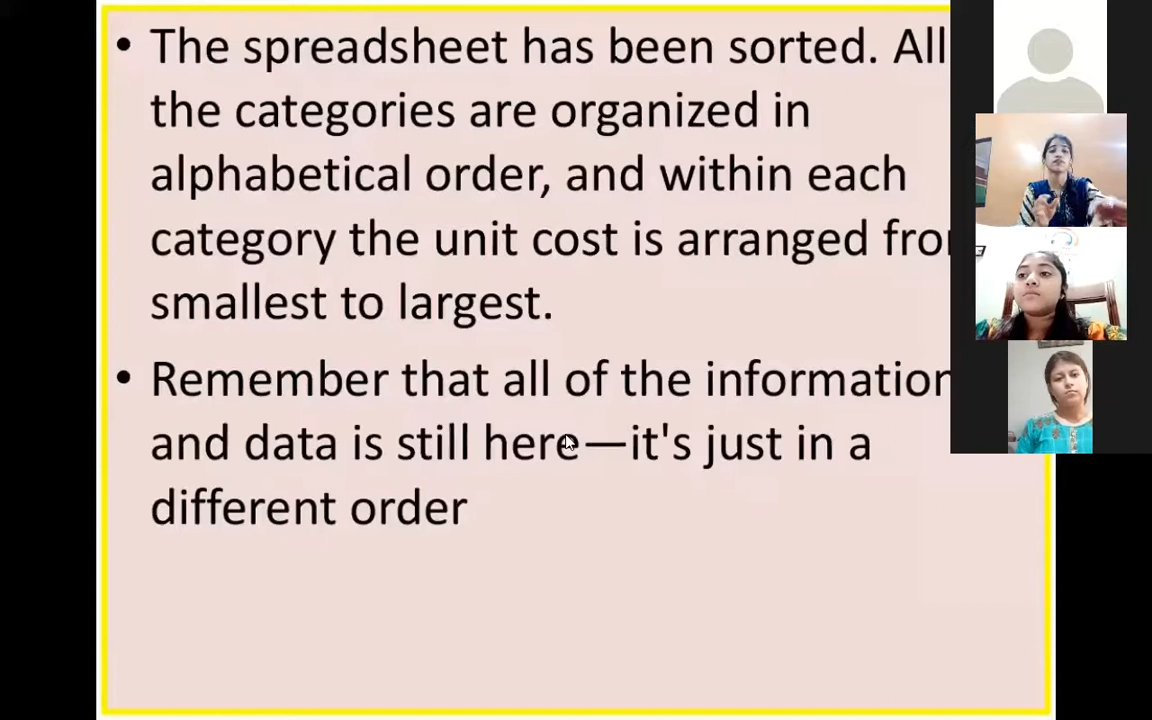 • The spreadsheet has been sorted. All
the categories are organized in
alphabetical order, and within each
category the unit cost is arranged
smallest to largest.
• Remember that all of the information
and data is still here—it's just in a
different order